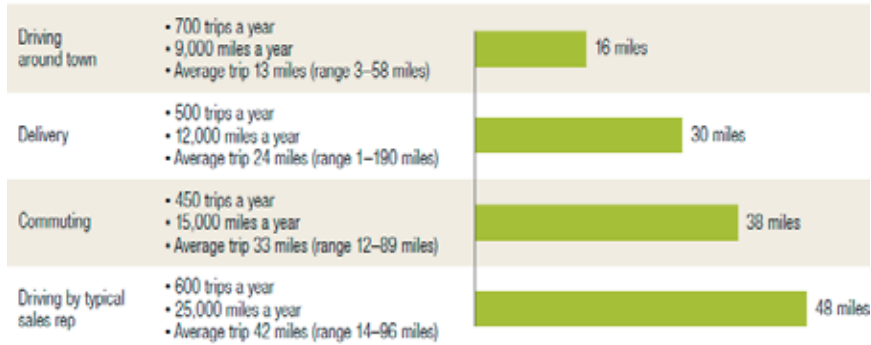 Driving
around town
• 700 trips a year
• 9,000 miles a year
• Average trip 13 miles (range 3–58 miles)
16 miles
Delivery
• 500 trips a year
• 12,000 miles a year
• Average trip 24 miles (range 1–190 miles)
30 miles
Commuting
• 450 trips a year
• 15,000 miles a year
• Average trip 33 miles (range 12–89 miles)
38 miles
Driving by typical
sales rep
• 600 trips a year
• 25,000 miles a year
• Average trip 42 miles (range 14–96 miles)
48 miles